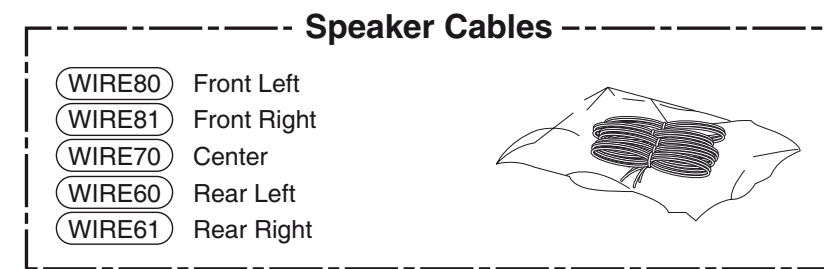 Speaker Cables
WIRE80 Front Left
WIRE81 Front Right
WIRE70 Center
WIRE60 Rear Left
WIRE61 Rear Right